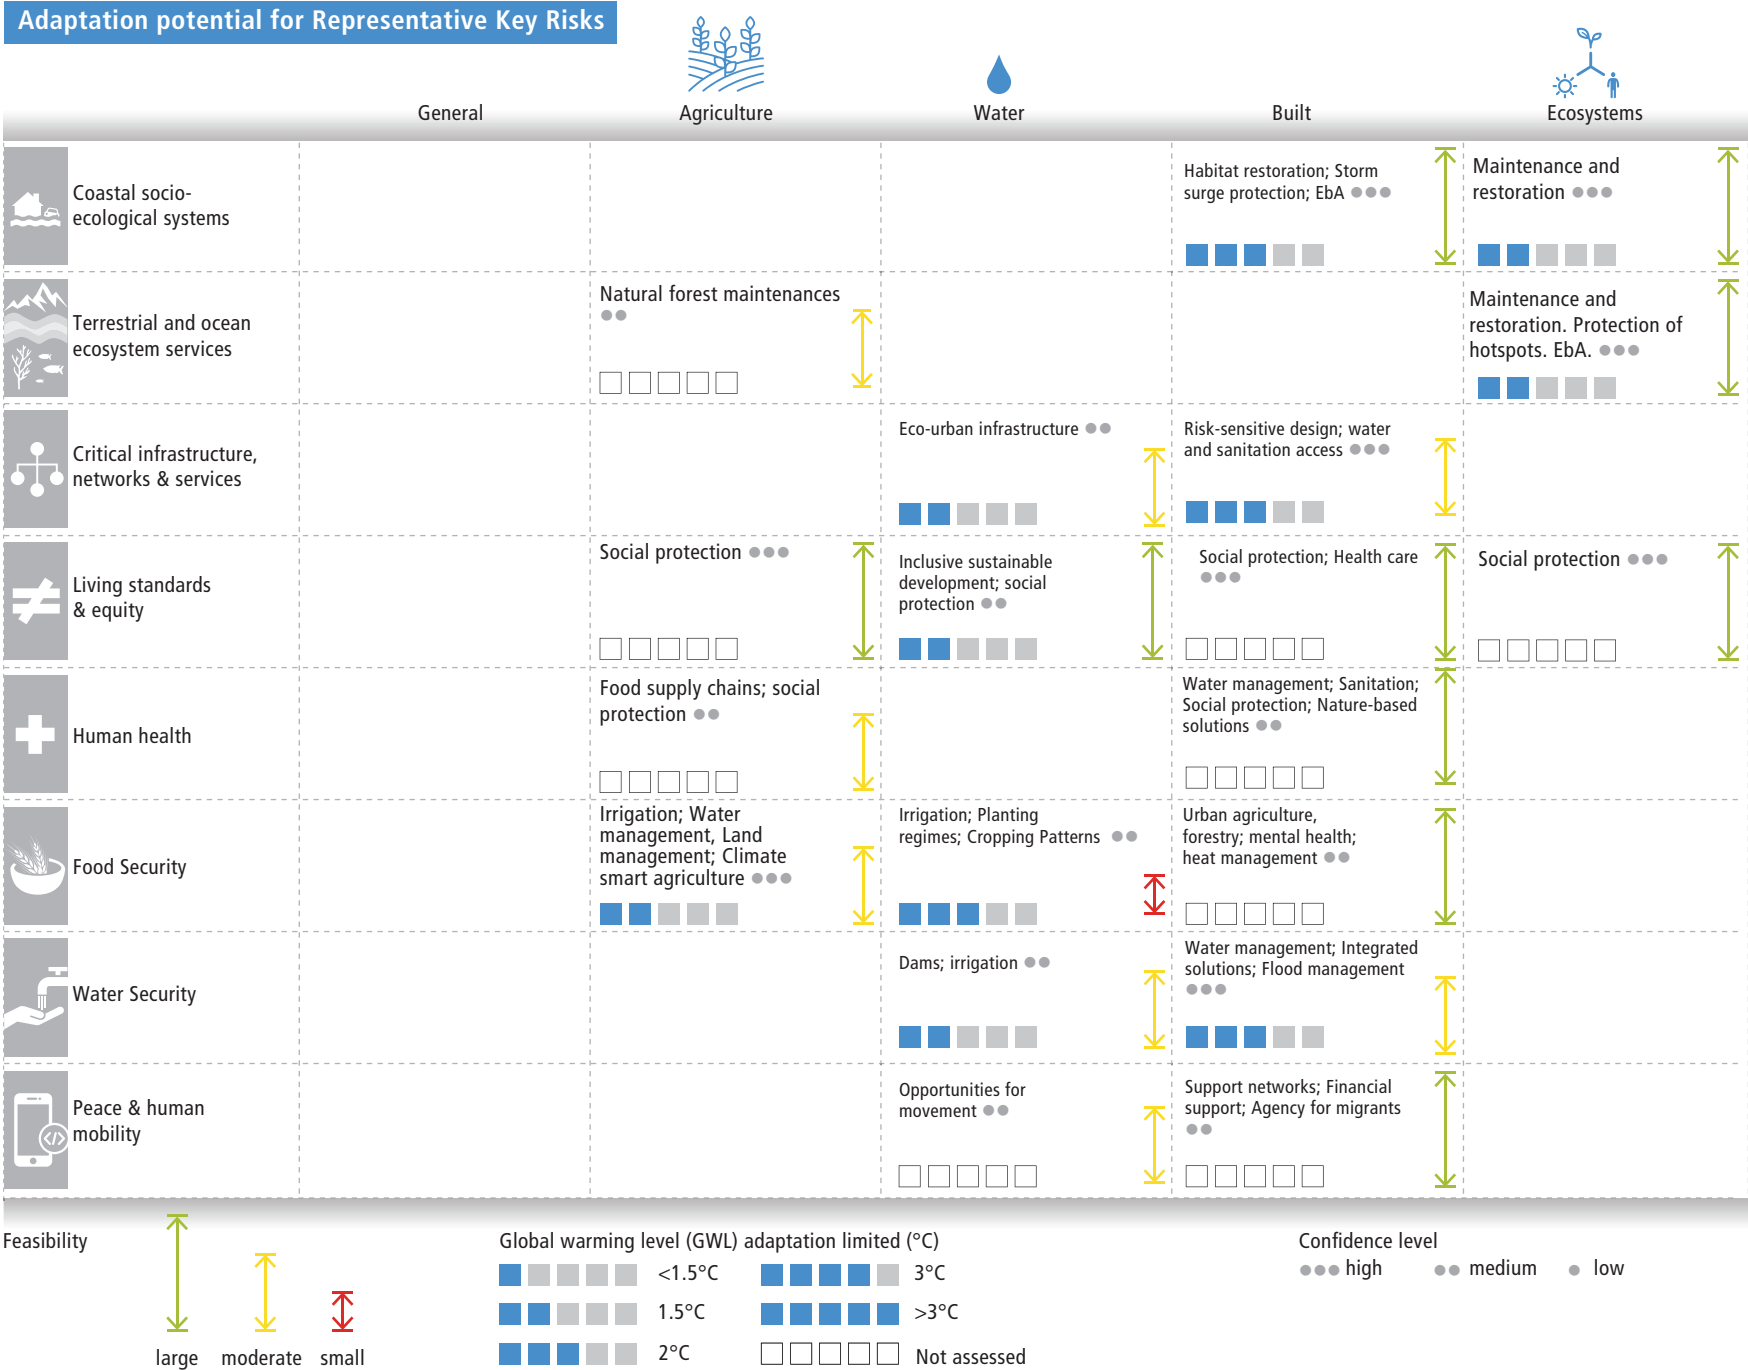 Adaptation potential for Representative Key Risks
General
Agriculture
Water
Built
Ecosystems
Coastal socio-
ecological systems
Habitat restoration; Storm
surge protection; EbA
Maintenance and
restoration
Terrestrial and ocean
ecosystem services
Natural forest maintenances
Maintenance and
restoration. Protection of
hotspots. EbA.
Critical infrastructure,
networks & services
Eco-urban infrastructure
Risk-sensitive design; water
and sanitation access
Living standards
& equity
Social protection
Inclusive sustainable
development; social
protection
Social protection; Health care
Social protection
Human health
Food supply chains; social
protection
Water management; Sanitation;
Social protection; Nature-based
solutions
Food Security
Irrigation; Water
management, Land
management; Climate
smart agriculture
Irrigation; Planting
regimes; Cropping Patterns
Urban agriculture,
forestry; mental health;
heat management
Water Security
Dams; irrigation
Water management; Integrated
solutions; Flood management
Peace & human
mobility
</>
Opportunities for
movement
Support networks; Financial
support; Agency for migrants
Feasibility
large
moderate
small
Global warming level (GWL) adaptation limited (°C)
<1.5°C
1.5°C
2°C
3°C
>3°C
Not assessed
Confidence level
high
medium
low